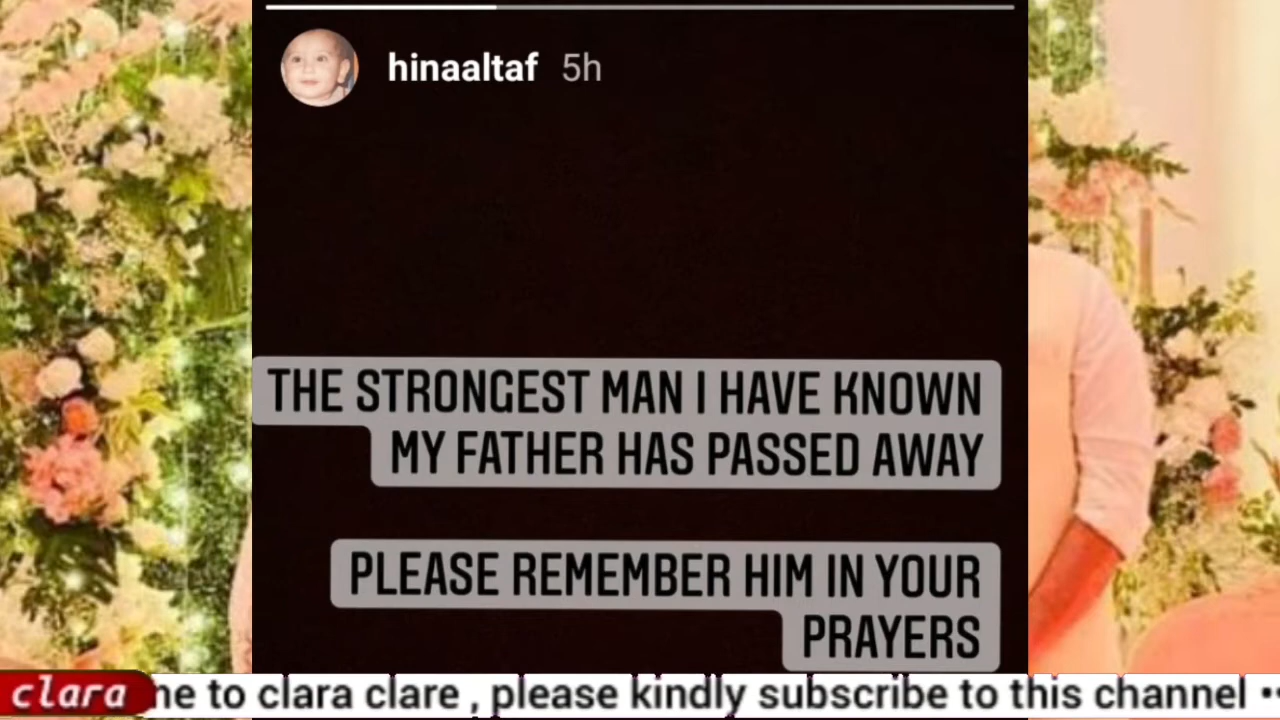 hinaaltaf 5h
THE STRONGEST MAN I HAVE KNOWN
MY FATHER HAS PASSED AWAY
PLEASE REMEMBER HIM IN YOUR
PRAYERS
clara
to clara clare , please kindly subscribe to this channel ••